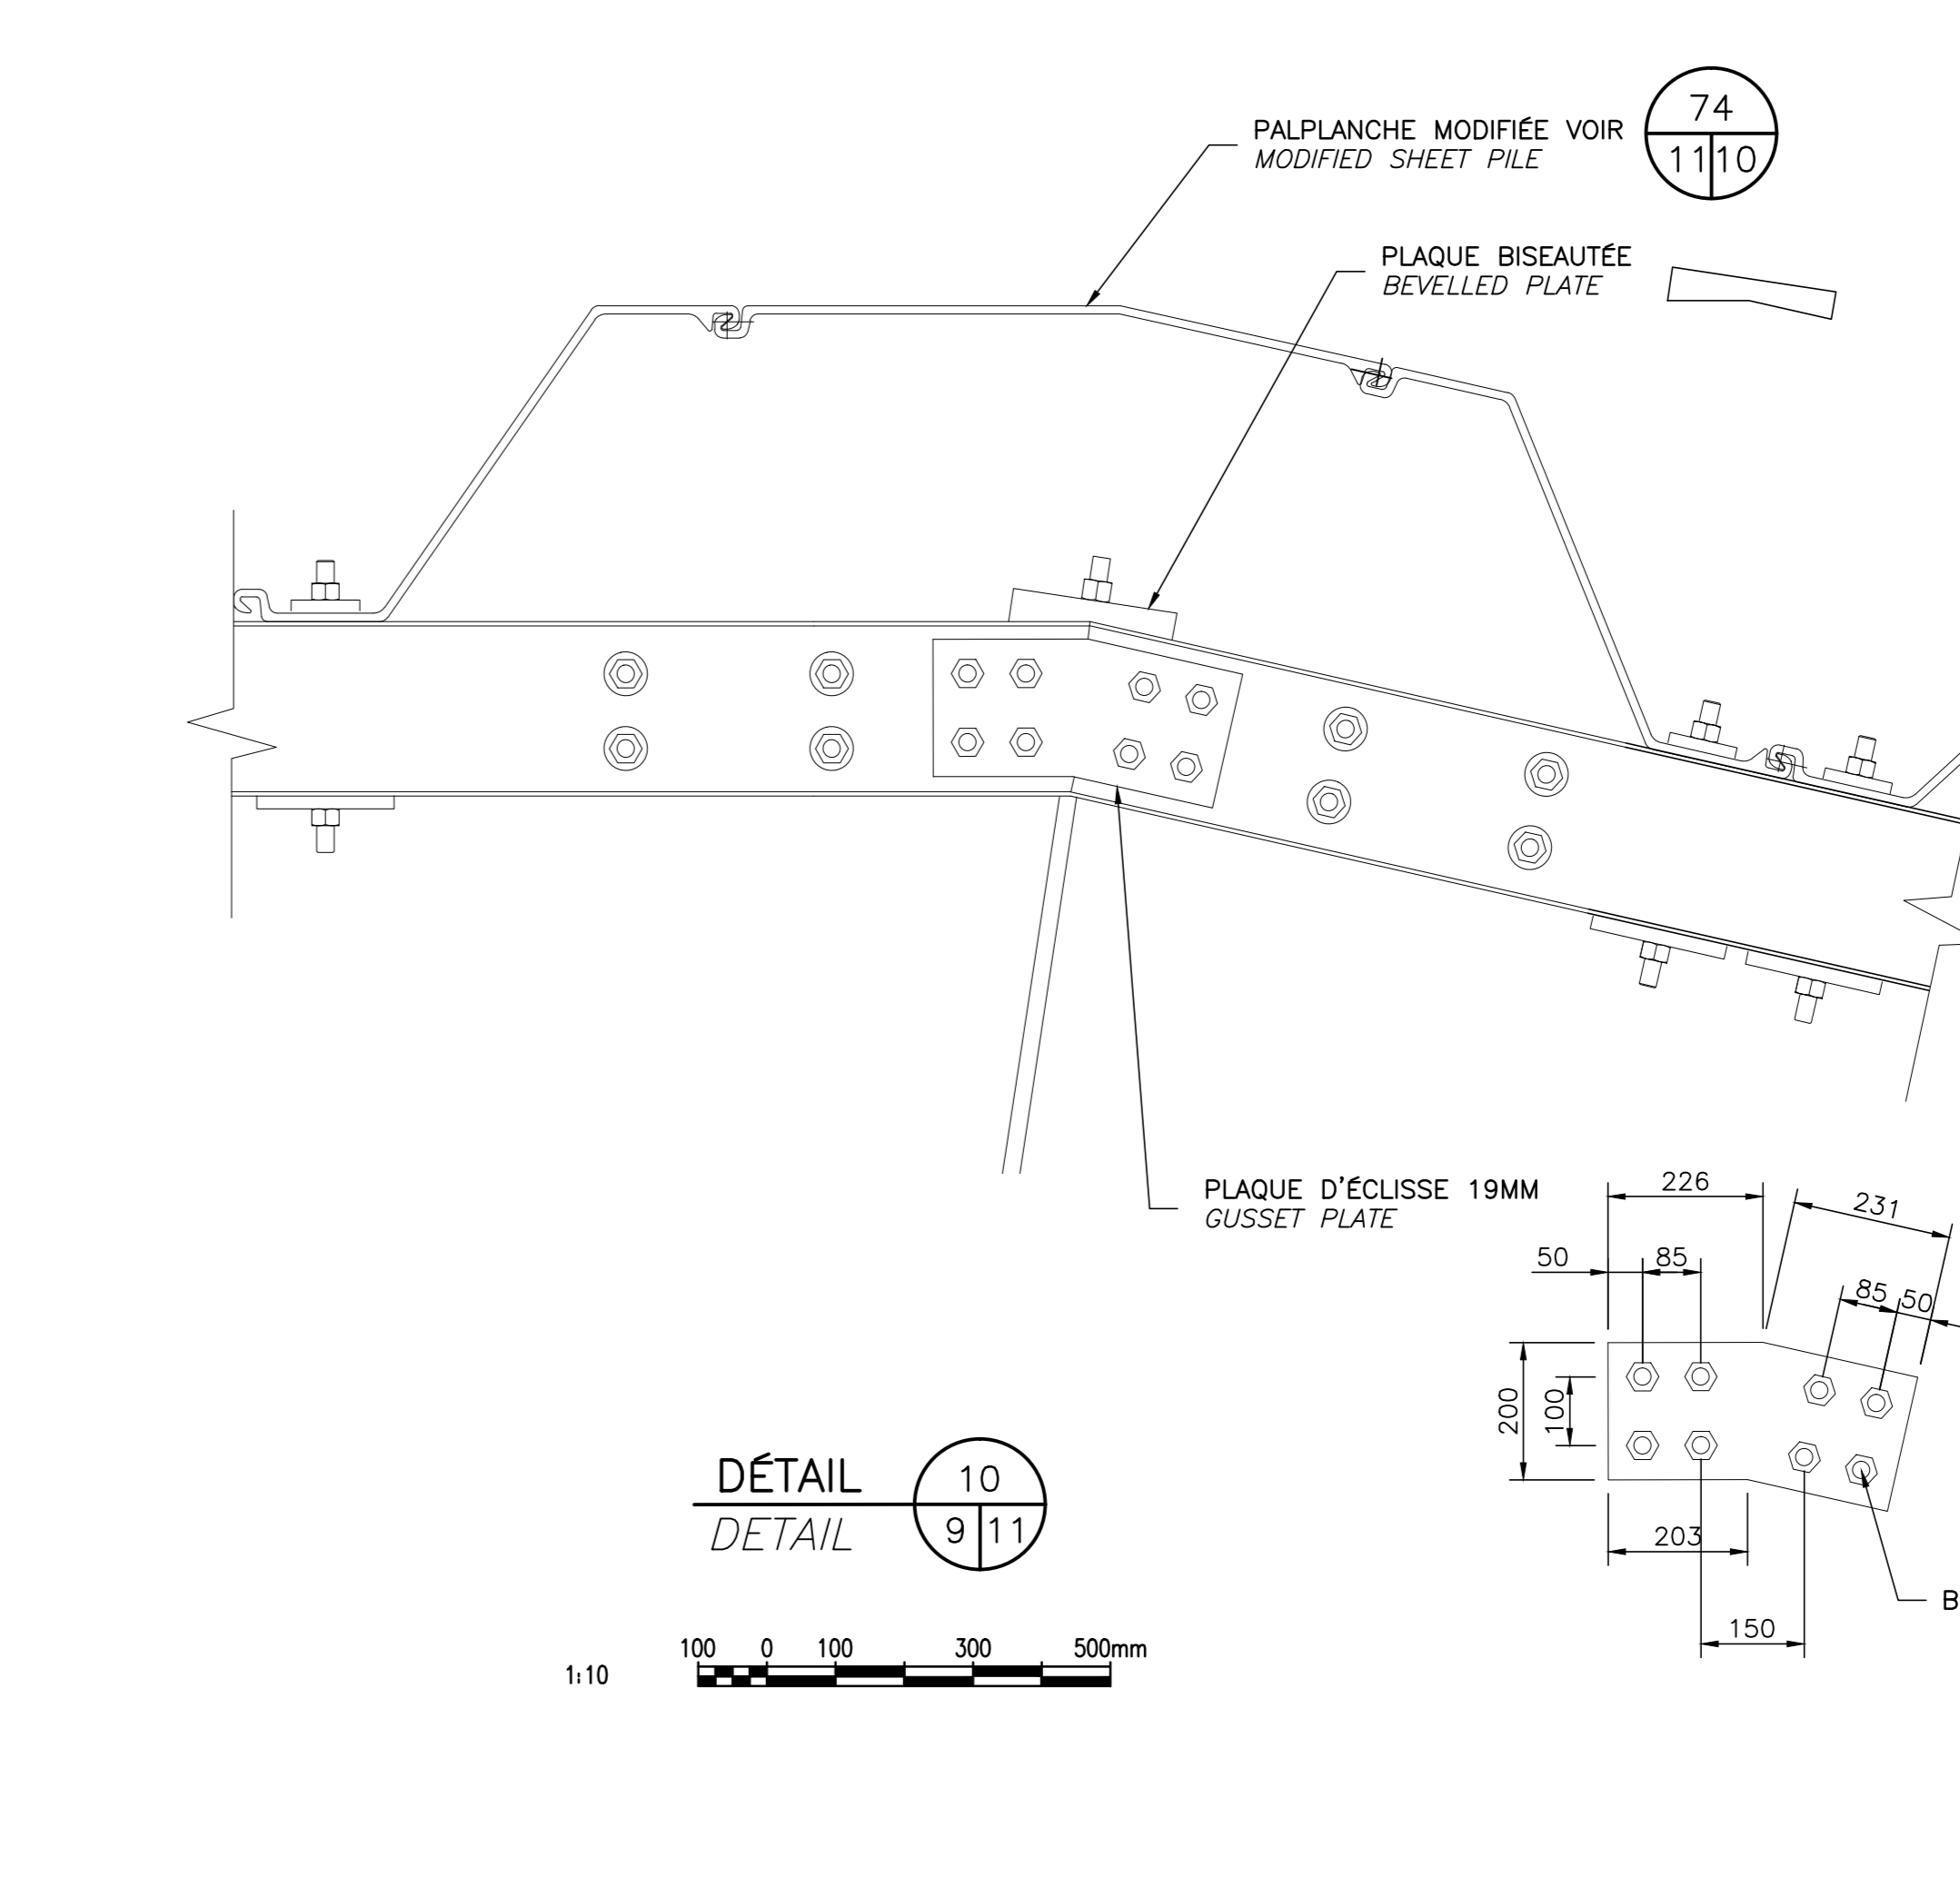 74
PALPLANCHE MODIFIÉE VOIR
MODIFIED SHEET PILE
11 10
PLAQUE BISEAUTÉE
BEVELLED PLATE
PLAQUE D'ÉCLISSE 19MM
GUSSET PLATE
226
231
50 85
85 50
200
100
203
150
B
DÉTAIL
DETAIL
10
9 11
100 0 100 300 500mm
1:10